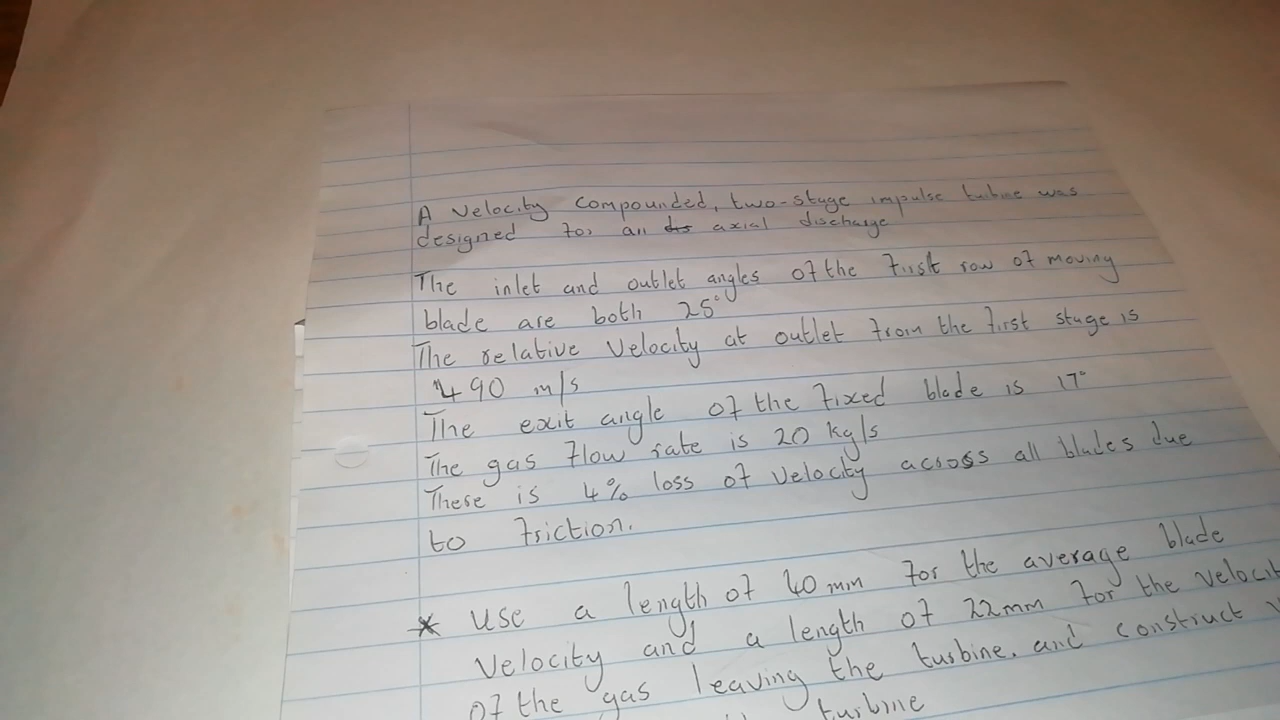 A velocity compounded, two-stage impulse turbine was
designed for an axial discharge
The inlet and outlet angles of the first row of moving
blade are both 25°
The relative velocity at outlet from the first stage is
490 m/s
The exit angle of the fixed blade is 17°
The gas flow rate is 20 kg/s
There is 4% loss of velocity across all blades due
to friction.
* Use a length of 40 mm for the average blade
velocity and a length of 22mm for the
of the gas leaving the turbine. and construct
turbine